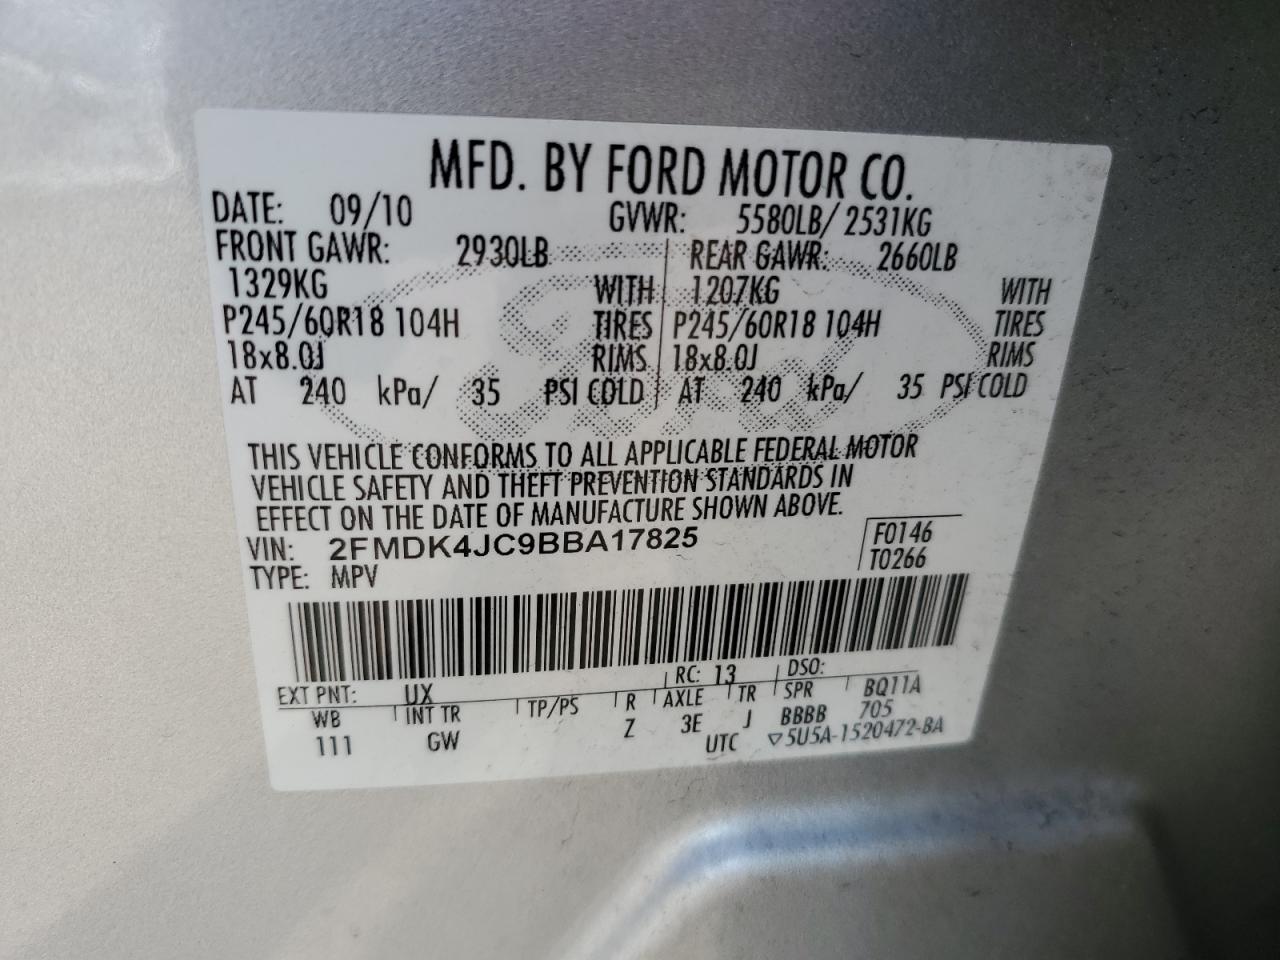 MFD. BY FORD MOTOR CO.
DATE: 09/10 GVWR: 5580LB/ 2531KG
FRONT GAWR: 2930LB REAR GAWR: 2660LB
1329KG WITH 1207KG WITH
P245/60R18 104H TIRES P245/60R18 104H TIRES
18x8.0J RIMS 18x8.0J RIMS
AT 240 kPa/ 35 PSI COLD AT 240 kPa/ 35 PSI COLD
THIS VEHICLE CONFORMS TO ALL APPLICABLE FEDERAL MOTOR
VEHICLE SAFETY AND THEFT PREVENTION STANDARDS IN
EFFECT ON THE DATE OF MANUFACTURE SHOWN ABOVE.
VIN: 2FMDK4JC9BBA17825 F0146
TYPE: MPV T0266
EXT PNT: UX RC: 13 DSO:
WB INT TR TP/PS R AXLE TR SPR BQ11A
111 GW Z 3E J BBBB 705
UTC ▽5U5A-1520472-BA